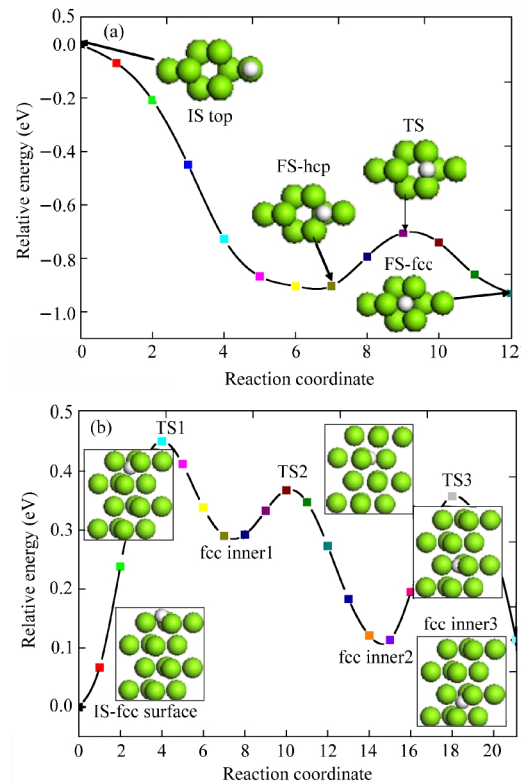 (a)
0.0
−0.2
−0.4
−0.6
−0.8
−1.0
Relative energy (eV)
IS top
TS
FS-hcp
FS-fcc
0 2 4 6 8 10 12
Reaction coordinate
(b)
0.5
0.4
0.3
0.2
0.1
0.0
Relative energy (eV)
TS1
TS2
TS3
fcc inner1
fcc inner2
fcc inner3
IS-fcc surface
0 2 4 6 8 10 12 14 16 18 20
Reaction coordinate